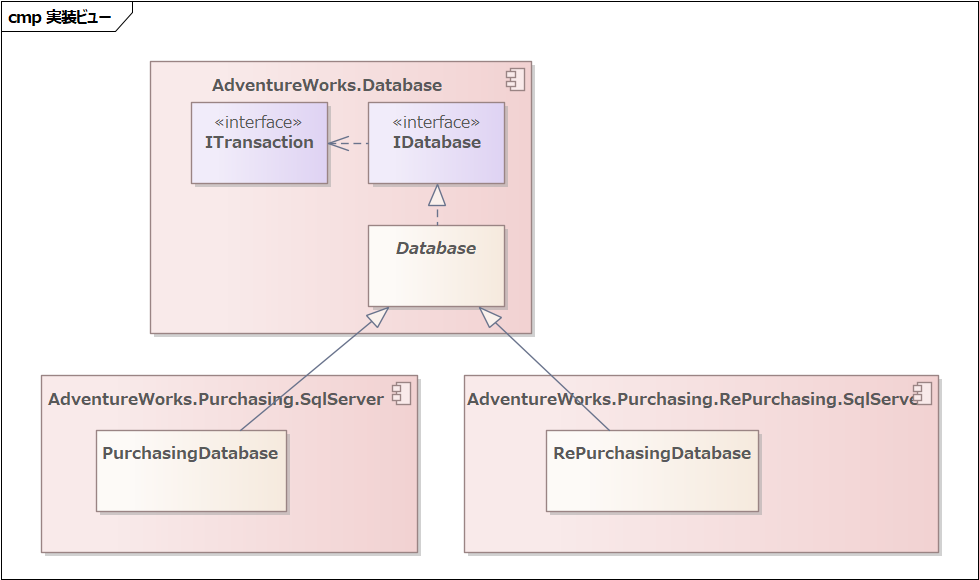 cmp 実装ビュー
AdventureWorks.Database
«interface»
ITransaction
«interface»
IDatabase
Database
AdventureWorks.Purchasing.SqlServer
PurchasingDatabase
AdventureWorks.Purchasing.RePurchasing.SqlServe
RePurchasingDatabase